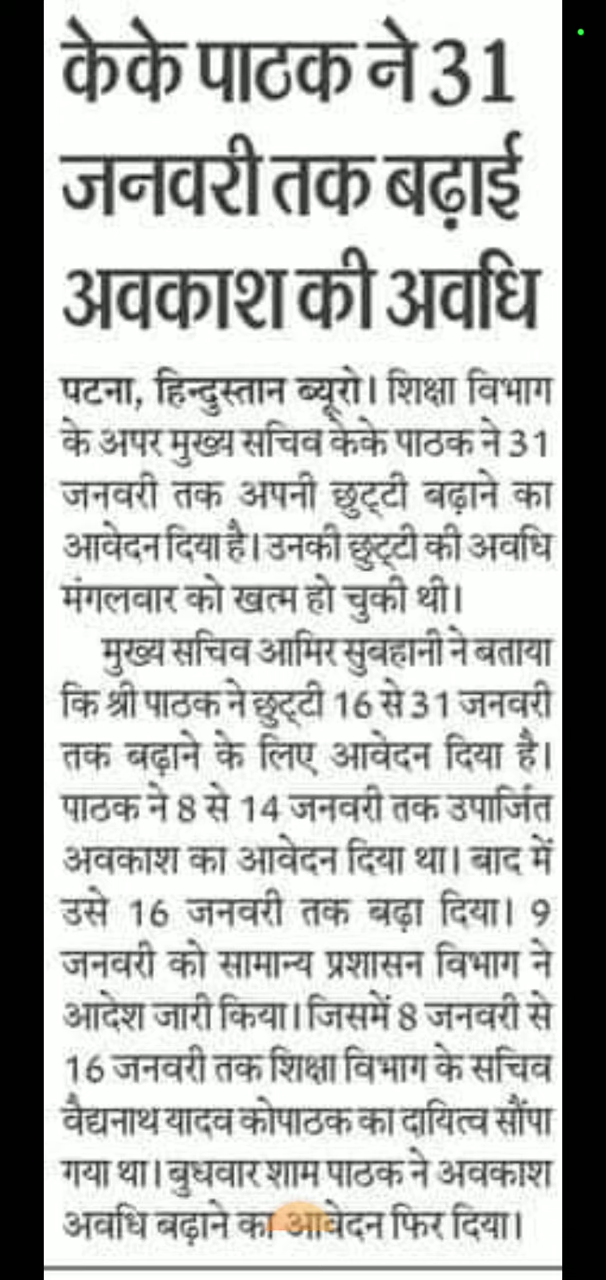 केके पाठक ने 31
जनवरी तक बढ़ाई
अवकाश की अवधि
पटना, हिन्दुस्तान ब्यूरो। शिक्षा विभाग
के अपर मुख्य सचिव केके पाठक ने 31
जनवरी तक अपनी छुट्टी बढ़ाने का
आवेदन दिया है। उनकी छुट्टी की अवधि
मंगलवार को खत्म हो चुकी थी।
मुख्य सचिव आमिर सुबहानी ने बताया
कि श्री पाठक ने छुट्टी 16 से 31 जनवरी
तक बढ़ाने के लिए आवेदन दिया है।
पाठक ने 8 से 14 जनवरी तक उपार्जित
अवकाश का आवेदन दिया था। बाद में
उसे 16 जनवरी तक बढ़ा दिया। 9
जनवरी को सामान्य प्रशासन विभाग ने
आदेश जारी किया। जिसमें 8 जनवरी से
16 जनवरी तक शिक्षा विभाग के सचिव
वैद्यनाथ यादव कोपाठक का दायित्व सौंपा
गया था। बुधवार शाम पाठक ने अवकाश
अवधि बढ़ाने का आवेदन फिर दिया।